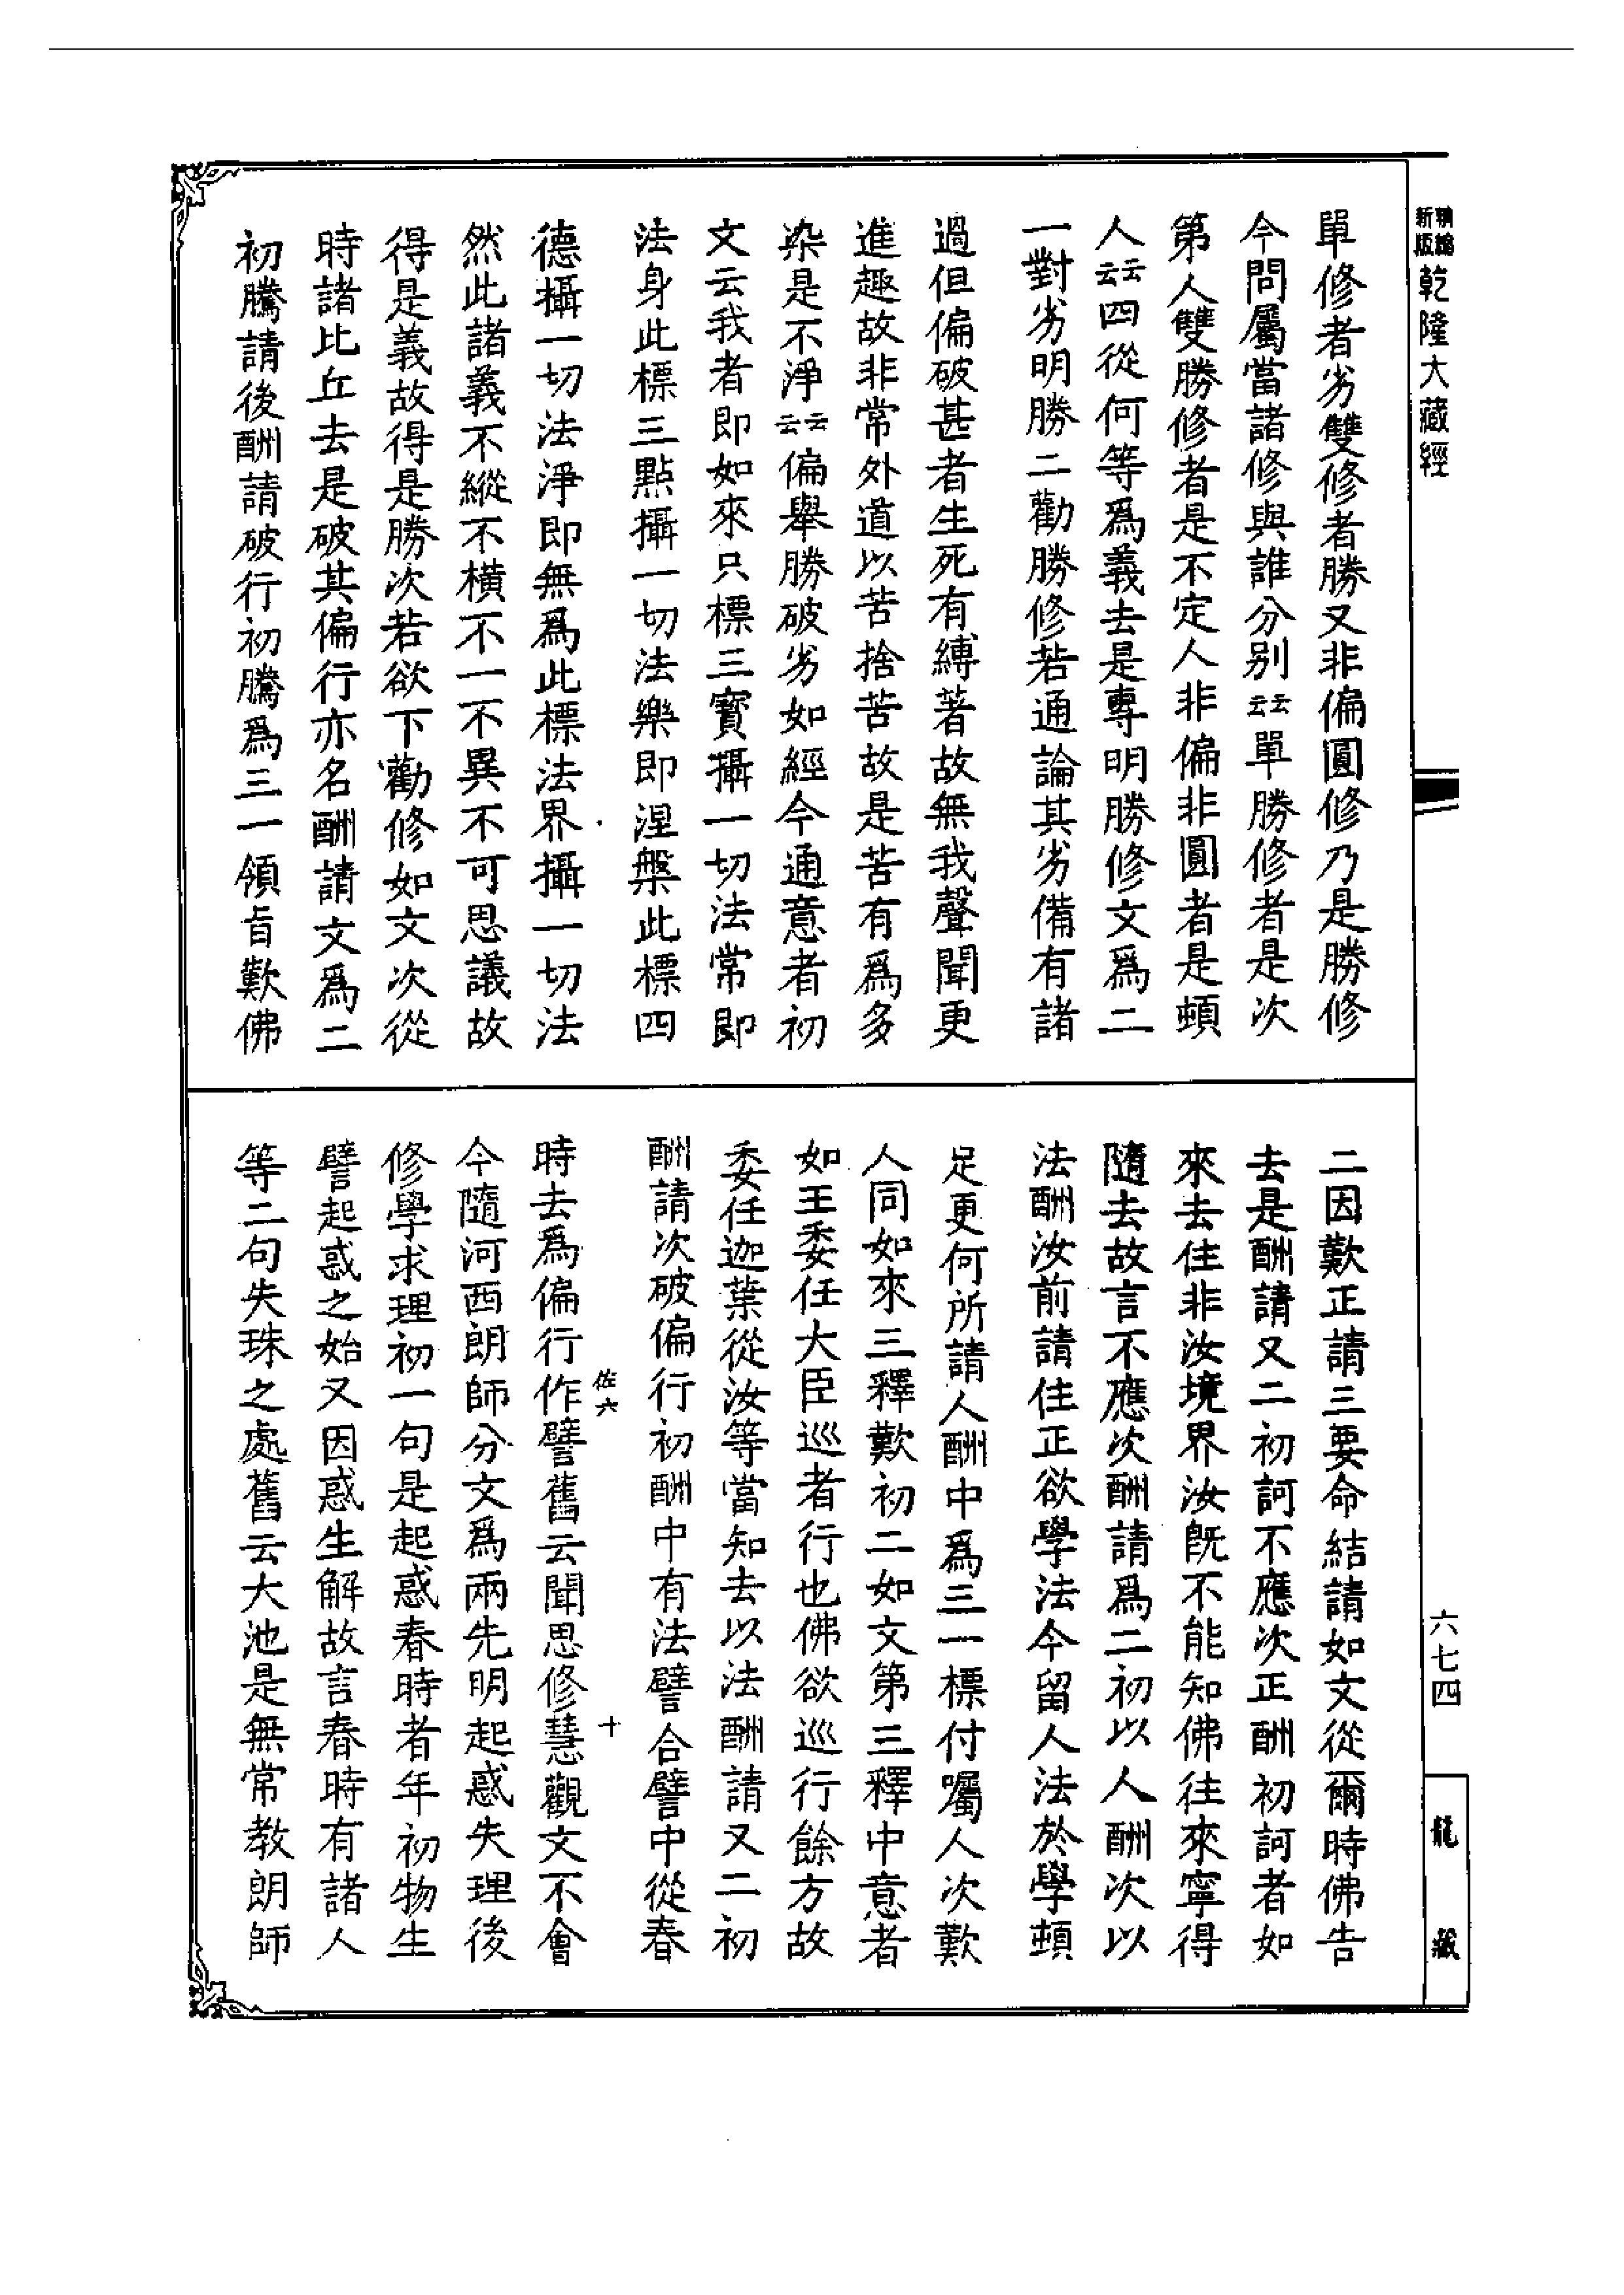 精編新版
乾隆大藏經
單修者劣雙修者勝又非偏圓修乃是勝修
今問屬當諸修與誰分別云云單勝修者是次
第人雙勝修者是不定人非偏非圓者是頓
人云云四從何等爲義去是專明勝修文爲二
一對劣明勝二勸勝修若通論其劣備有諸
過但偏破甚者生死有縛著故無我聲聞更
進趣故非常外道以苦捨苦故是苦有爲多
染是不淨云云偏舉勝破劣如經今通意者初
文云我者即如來只標三寶攝一切法常即
法身此標三點攝一切法樂即涅槃此標四
德攝一切法淨即無爲此標法界攝一切法
然此諸義不縱不橫不一不異不可思議故
得是義故得是勝次若欲下勸修如文次從
時諸比丘去是破其偏行亦名酬請文爲二
初騰請後酬請破行初騰爲三一領旨歎佛
二因歎正請三要命結請如文從爾時佛告
去是酬請又二初訶不應次正酬初訶者如
來去住非汝境界汝既不能知佛往來寧得
隨去故言不應次酬請爲二初以人酬次以
法酬汝前請住正欲學法今留人法於學頓
足更何所請人酬中爲三一標付囑人次歎
人同如來三釋歎初二如文第三釋中意者
如王委任大臣巡者行也佛欲巡行餘方故
委任迦葉從汝等當知去以法酬請又二初
酬請次破偏行初酬中有法譬合譬中從春
時去爲偏行作譬舊云聞思修慧觀文不會
今隨河西朗師分文爲兩先明起惑失理後
修學求理初一句是起惑春時者年初物生
譬起惑之始又因惑生解故言春時有諸人
等二句失珠之處舊云大池是無常教朗師
佐六
十
六七四
龍藏